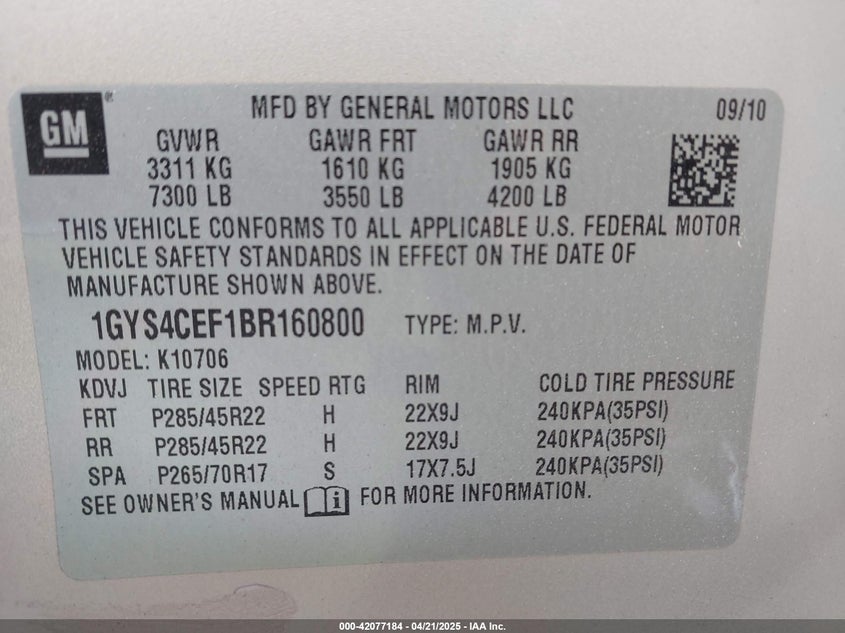 GM ® MFD BY GENERAL MOTORS LLC 09/10
GVWR GAWR FRT GAWR RR
3311 KG 1610 KG 1905 KG
7300 LB 3550 LB 4200 LB
THIS VEHICLE CONFORMS TO ALL APPLICABLE U.S. FEDERAL MOTOR
VEHICLE SAFETY STANDARDS IN EFFECT ON THE DATE OF
MANUFACTURE SHOWN ABOVE.
1GYS4CEF1BR160800 TYPE: M.P.V.
MODEL: K10706
KDVJ TIRE SIZE SPEED RTG RIM COLD TIRE PRESSURE
FRT P285/45R22 H 22X9J 240KPA(35PSI)
RR P285/45R22 H 22X9J 240KPA(35PSI)
SPA P265/70R17 S 17X7.5J 240KPA(35PSI)
SEE OWNER'S MANUAL i FOR MORE INFORMATION.
000-42077184 - 04/21/2025 - IAA Inc.